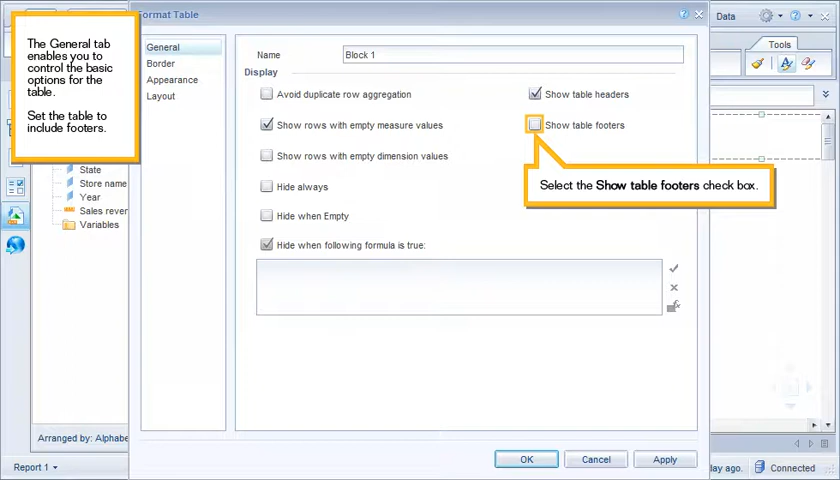 Format Table
Data
Tools
The General tab
enables you to
control the basic
options for the
table.
Set the table to
include footers.
State
Store name
Year
Sales rever
Variables
Arranged by: Alphabe
Report 1
General
Border
Appearance
Layout
Name
Block 1
Display
Avoid duplicate row aggregation
Show table headers
Show rows with empty measure values
Show table footers
Show rows with empty dimension values
Select the Show table footers check box.
Hide always
Hide when Empty
Hide when following formula is true:
OK
Cancel
Apply
lay ago.
Connected